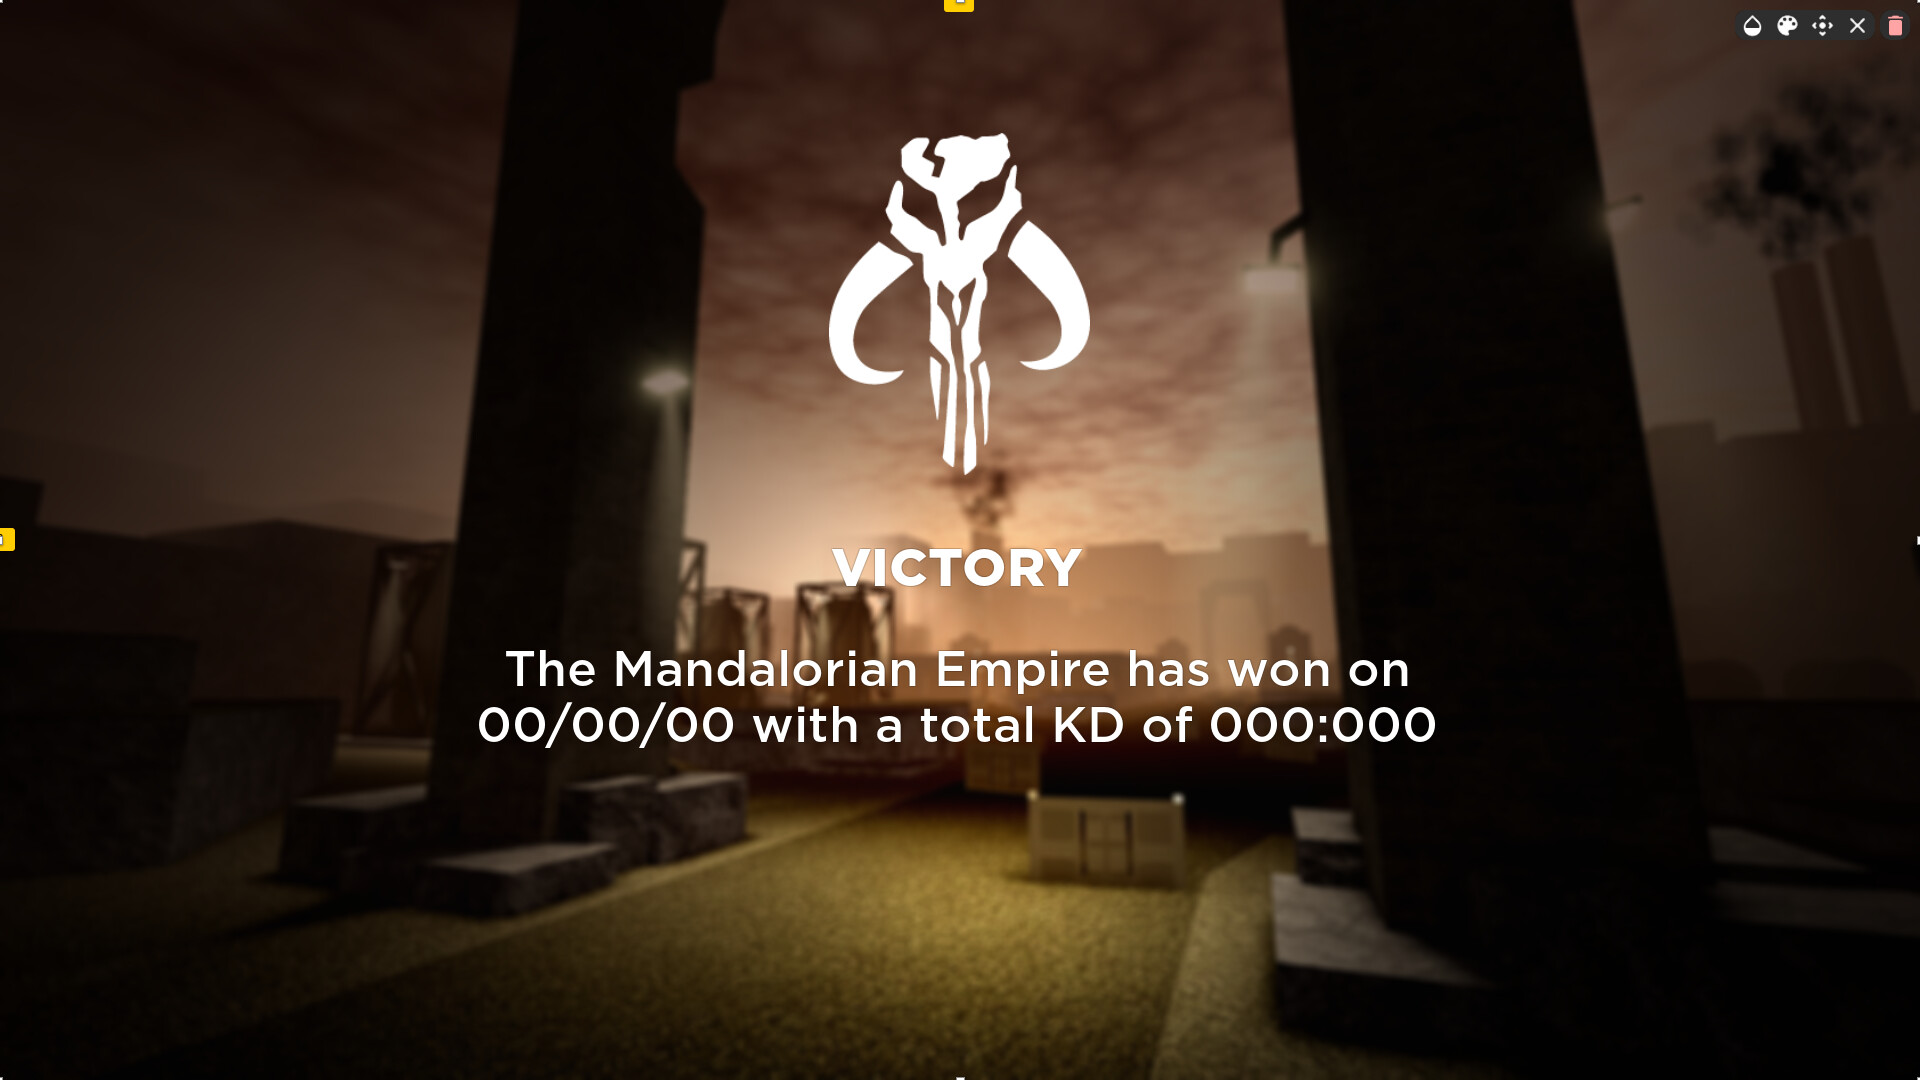 VICTORY
The Mandalorian Empire has won on
00/00/00 with a total KD of 000:000